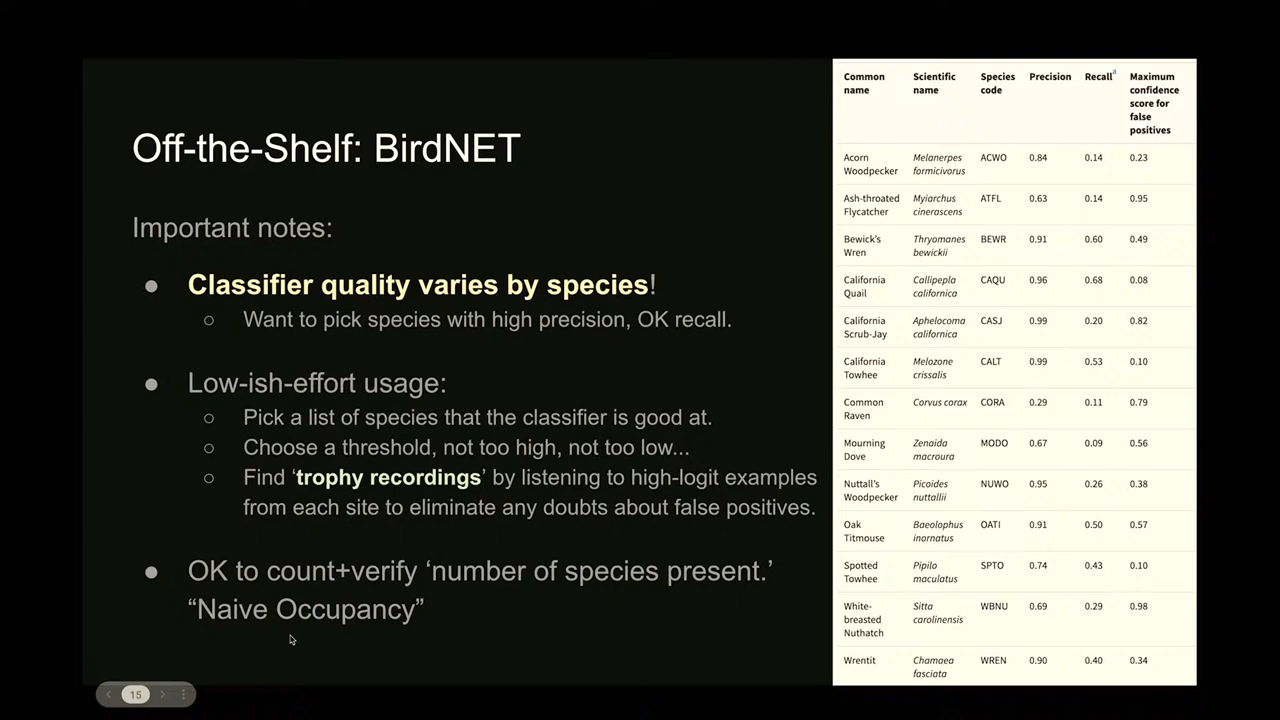 Off-the-Shelf: BirdNET
Important notes:
● Classifier quality varies by species!
○ Want to pick species with high precision, OK recall.
● Low-ish-effort usage:
○ Pick a list of species that the classifier is good at.
○ Choose a threshold, not too high, not too low...
○ Find ‘trophy recordings’ by listening to high-logit examples
from each site to eliminate any doubts about false positives.
● OK to count+verify ‘number of species present.’
“Naive Occupancy”
15
Common name Scientific name Species code Precision Recall a Maximum confidence score for false positives
Acorn Woodpecker Melanerpes formicivorus ACWO 0.84 0.14 0.23
Ash-throated Flycatcher Myiarchus cinerascens ATFL 0.63 0.14 0.95
Bewick's Wren Thryomanes bewickii BEWR 0.91 0.60 0.49
California Quail Callipepla californica CAQU 0.96 0.68 0.08
California Scrub-Jay Aphelocoma californica CASJ 0.99 0.20 0.82
California Towhee Melozone crissalis CALT 0.99 0.53 0.10
Common Raven Corvus corax CORA 0.29 0.11 0.79
Mourning Dove Zenaida macroura MODO 0.67 0.09 0.56
Nuttall's Woodpecker Picoides nuttallii NUWO 0.95 0.26 0.38
Oak Titmouse Baeolophus inornatus OATI 0.91 0.50 0.57
Spotted Towhee Pipilo maculatus SPTO 0.74 0.43 0.10
White-breasted Nuthatch Sitta carolinensis WBNU 0.69 0.29 0.98
Wrentit Chamaea fasciata WREN 0.90 0.40 0.34